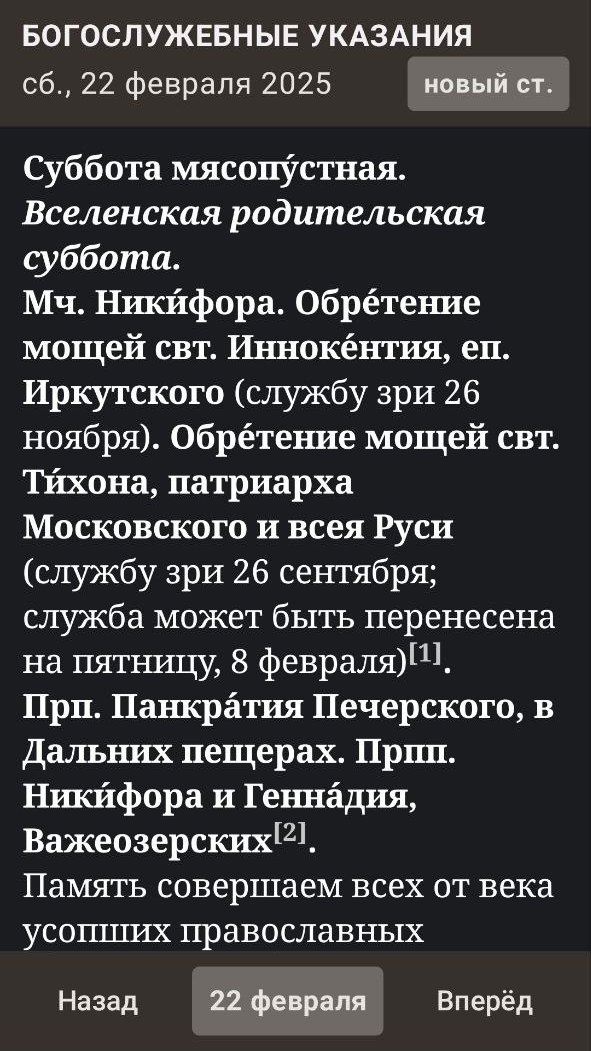 БОГОСЛУЖЕБНЫЕ УКАЗАНИЯ
сб., 22 февраля 2025
новый ст.
Суббота мясопу́стная.
Вселенская родительская
суббота.
Мч. Ники́фора. Обре́тение
мощей свт. Инноке́нтия, еп.
Иркутского (службу зри 26
ноября). Обре́тение мощей свт.
Ти́хона, патриарха
Московского и всея Руси
(службу зри 26 сентября;
служба может быть перенесена
на пятницу, 8 февраля)[1].
Прп. Панкра́тия Печерского, в
Дальних пещерах. Прпп.
Ники́фора и Генна́дия,
Важеозерских[2].
Память совершаем всех от века
усопших православных
Назад
22 февраля
Вперёд